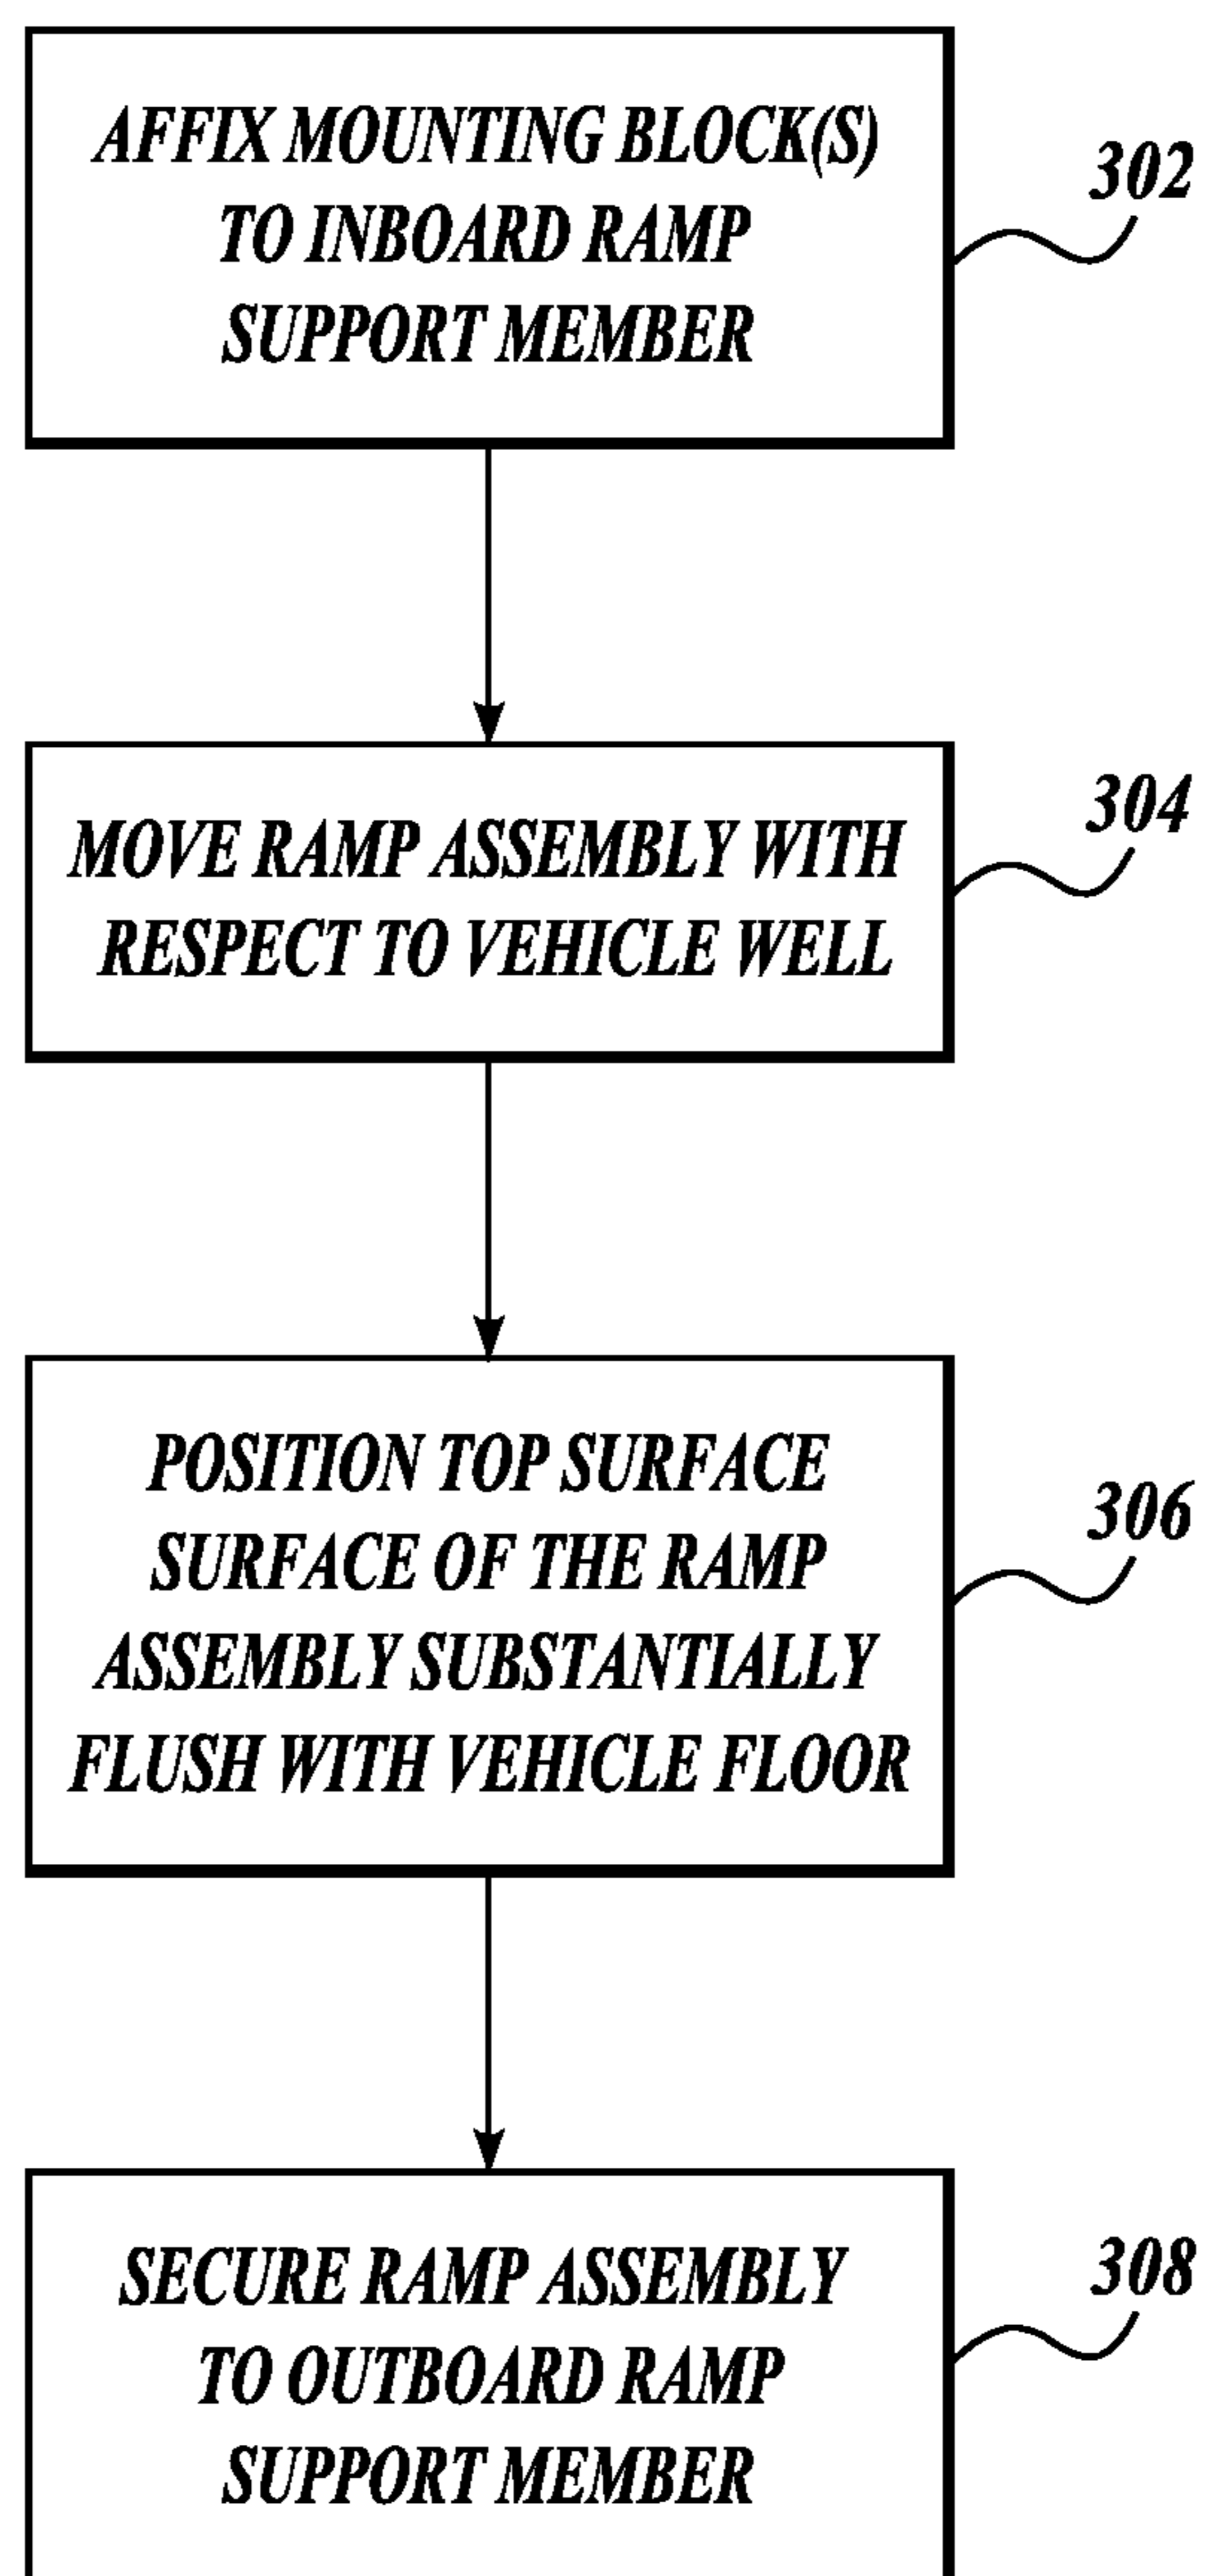 AFFIX MOUNTING BLOCK(S)
TO INBOARD RAMP
SUPPORT MEMBER
302
MOVE RAMP ASSEMBLY WITH
RESPECT TO VEHICLE WELL
304
POSITION TOP SURFACE
SURFACE OF THE RAMP
ASSEMBLY SUBSTANTIALLY
FLUSH WITH VEHICLE FLOOR
306
SECURE RAMP ASSEMBLY
TO OUTBOARD RAMP
SUPPORT MEMBER
308